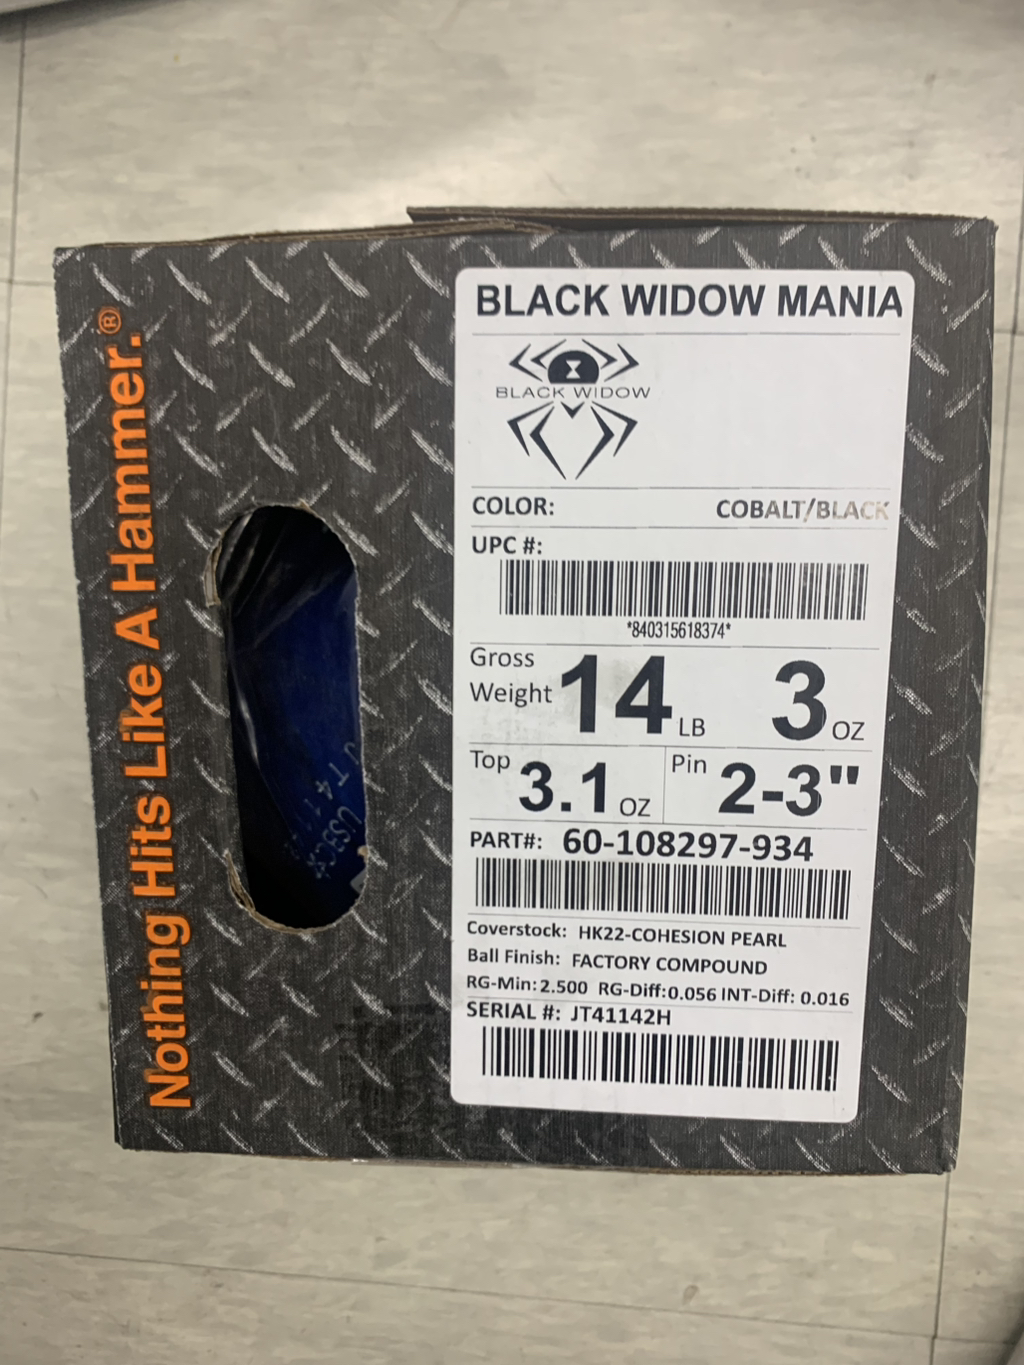 Nothing Hits Like A Hammer.®
BLACK WIDOW MANIA
BLACK WIDOW
COLOR: COBALT/BLACK
UPC #:
*840315618374*
Gross Weight 14 LB 3 OZ
Top 3.1 OZ Pin 2-3"
PART#: 60-108297-934
Coverstock: HK22-COHESION PEARL
Ball Finish: FACTORY COMPOUND
RG-Min: 2.500 RG-Diff:0.056 INT-Diff: 0.016
SERIAL #: JT41142H